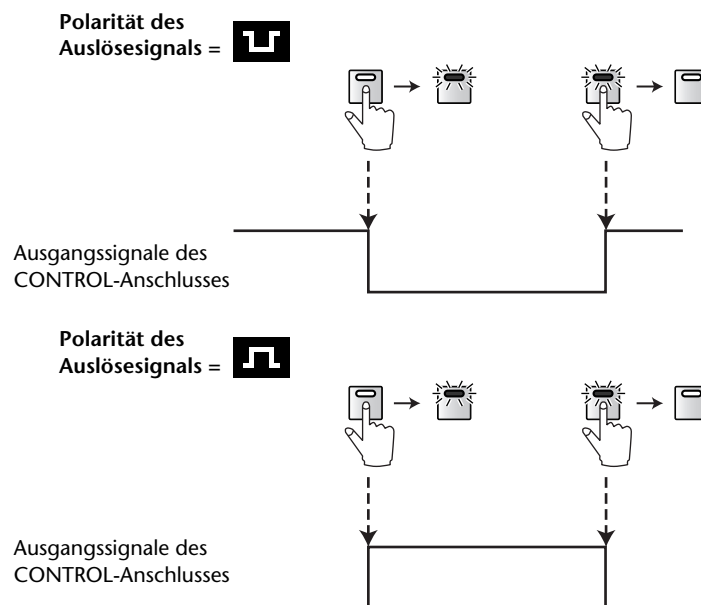 Polarität des
Auslösesignals =
Ausgangssignale des
CONTROL-Anschlusses
Polarität des
Auslösesignals =
Ausgangssignale des
CONTROL-Anschlusses